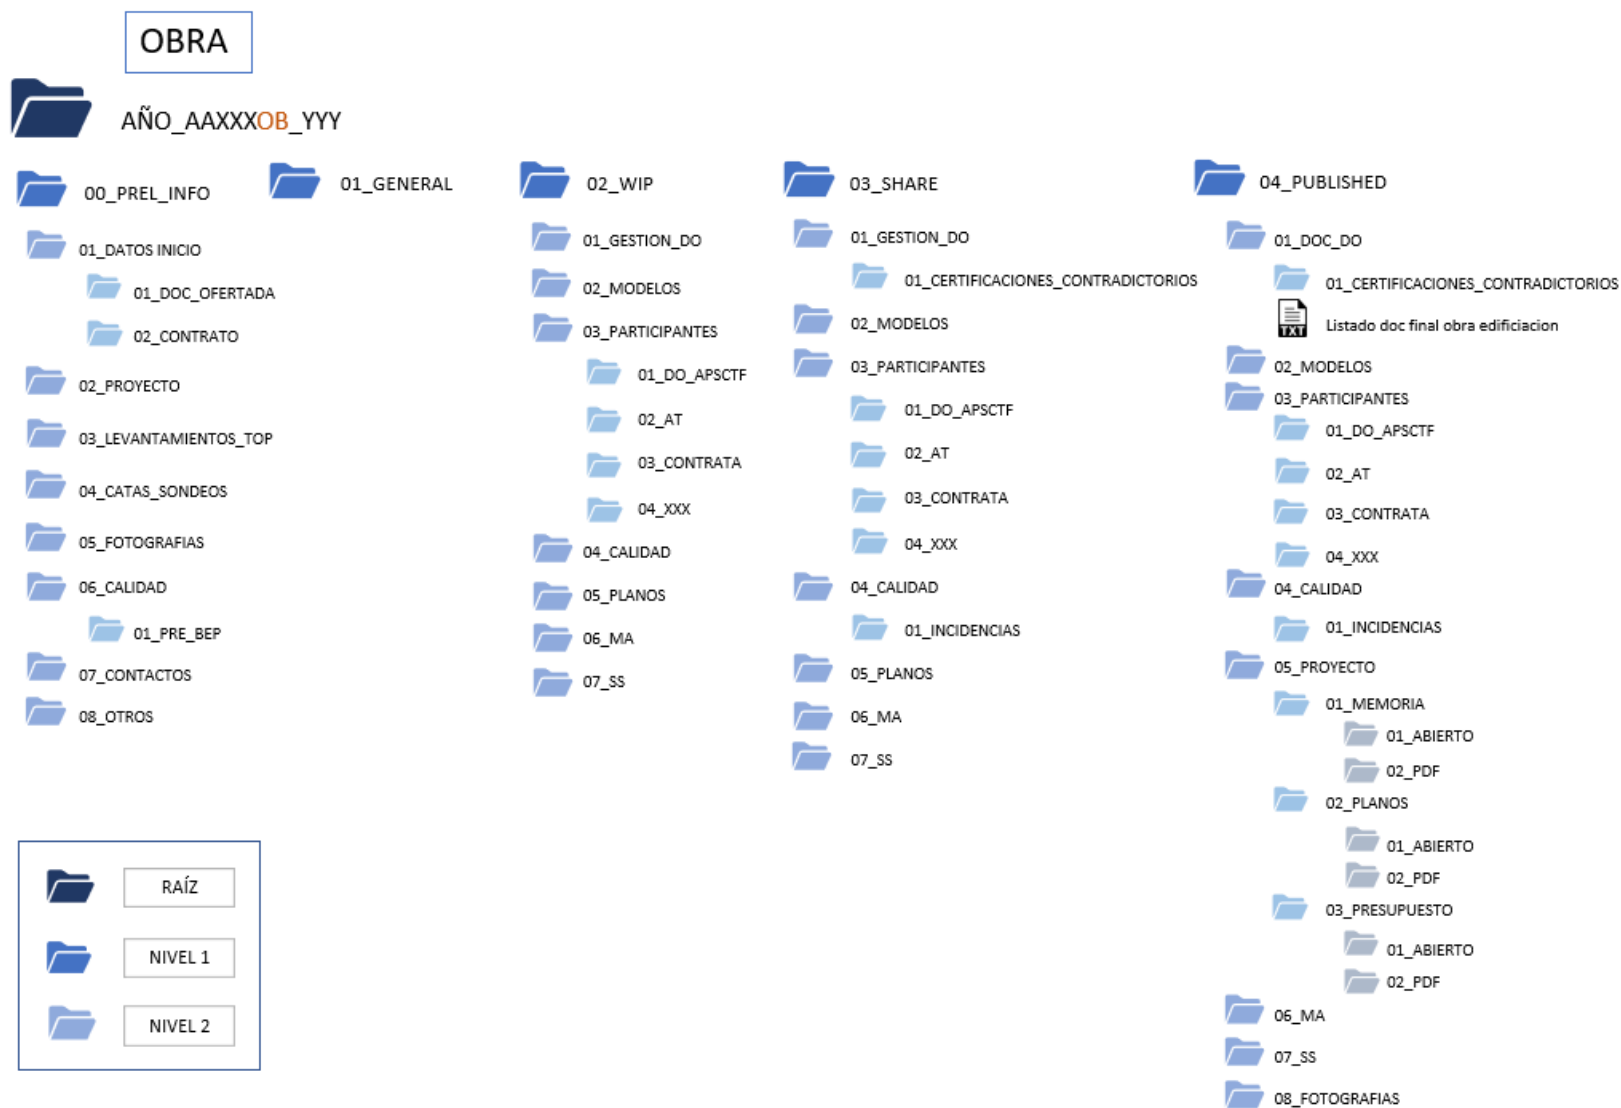 OBRA
AÑO_AAXXXOB_YYY
00_PREL_INFO
01_DATOS INICIO
01_DOC_OFERTADA
02_CONTRATO
02_PROYECTO
03_LEVANTAMIENTOS_TOP
04_CATAS_SONDEOS
05_FOTOGRAFIAS
06_CALIDAD
01_PRE_BEP
07_CONTACTOS
08_OTROS
01_GENERAL
02_WIP
01_GESTION_DO
02_MODELOS
03_PARTICIPANTES
01_DO_APSCTF
02_AT
03_CONTRATA
04_XXX
04_CALIDAD
05_PLANOS
06_MA
07_SS
03_SHARE
01_GESTION_DO
01_CERTIFICACIONES_CONTRADICTORIOS
02_MODELOS
03_PARTICIPANTES
01_DO_APSCTF
02_AT
03_CONTRATA
04_XXX
04_CALIDAD
01_INCIDENCIAS
05_PLANOS
06_MA
07_SS
04_PUBLISHED
01_DOC_DO
01_CERTIFICACIONES_CONTRADICTORIOS
TXT
Listado doc final obra edificiacion
02_MODELOS
03_PARTICIPANTES
01_DO_APSCTF
02_AT
03_CONTRATA
04_XXX
04_CALIDAD
01_INCIDENCIAS
05_PROYECTO
01_MEMORIA
01_ABIERTO
02_PDF
02_PLANOS
01_ABIERTO
02_PDF
03_PRESUPUESTO
01_ABIERTO
02_PDF
06_MA
07_SS
08_FOTOGRAFIAS
RAÍZ
NIVEL 1
NIVEL 2